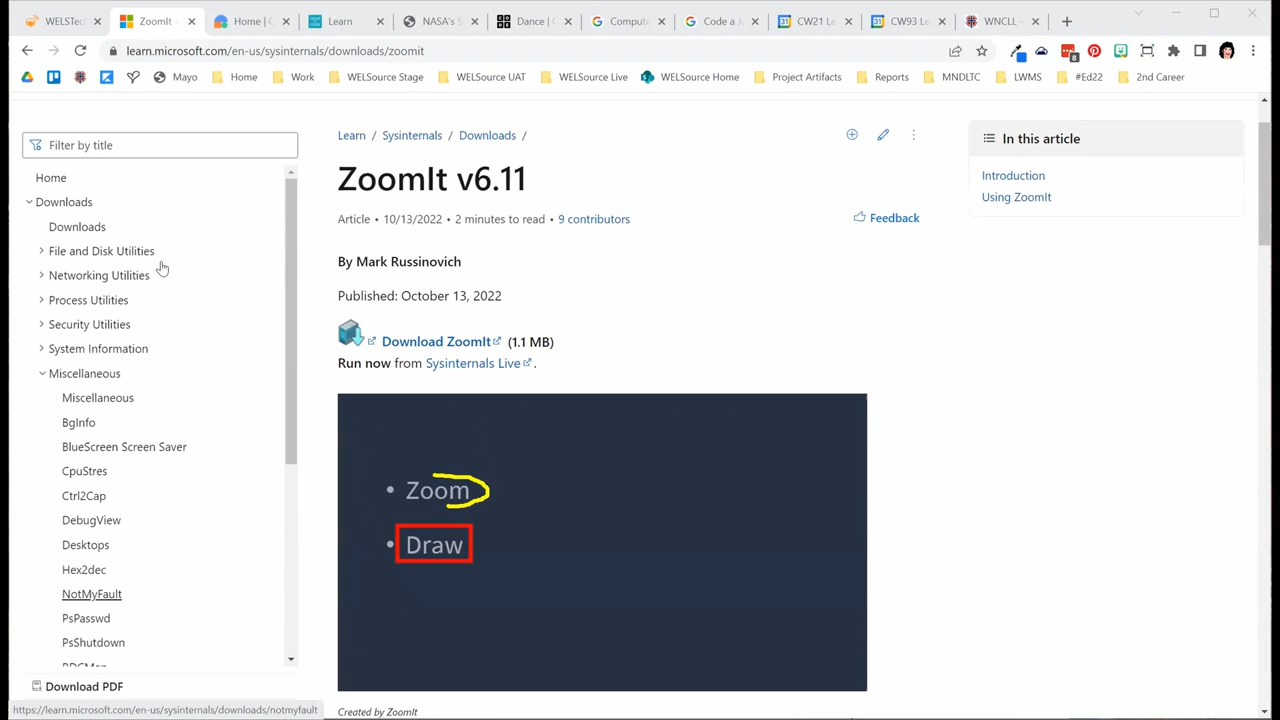 WELSTech
ZoomIt -
Home | C
Learn
NASA's S
Dance | C
Compute
Code a J
CW21 Le
CW93 Le
WNCLL -
learn.microsoft.com/en-us/sysinternals/downloads/zoomit
8
Mayo
Home
Work
WELSource Stage
WELSource UAT
WELSource Live
WELSource Home
Project Artifacts
Reports
MNDLTC
LWMS
#Ed22
2nd Career
Filter by title
Home
Downloads
Downloads
File and Disk Utilities
Networking Utilities
Process Utilities
Security Utilities
System Information
Miscellaneous
Miscellaneous
BgInfo
BlueScreen Screen Saver
CpuStres
Ctrl2Cap
DebugView
Desktops
Hex2dec
NotMyFault
PsPasswd
PsShutdown
RDCMan
Download PDF
https://learn.microsoft.com/en-us/sysinternals/downloads/notmyfault
Learn / Sysinternals / Downloads /
ZoomIt v6.11
Article • 10/13/2022 • 2 minutes to read • 9 contributors
Feedback
By Mark Russinovich
Published: October 13, 2022
Download ZoomIt (1.1 MB)
Run now from Sysinternals Live.
• Zoom
• Draw
Created by ZoomIt
In this article
Introduction
Using ZoomIt